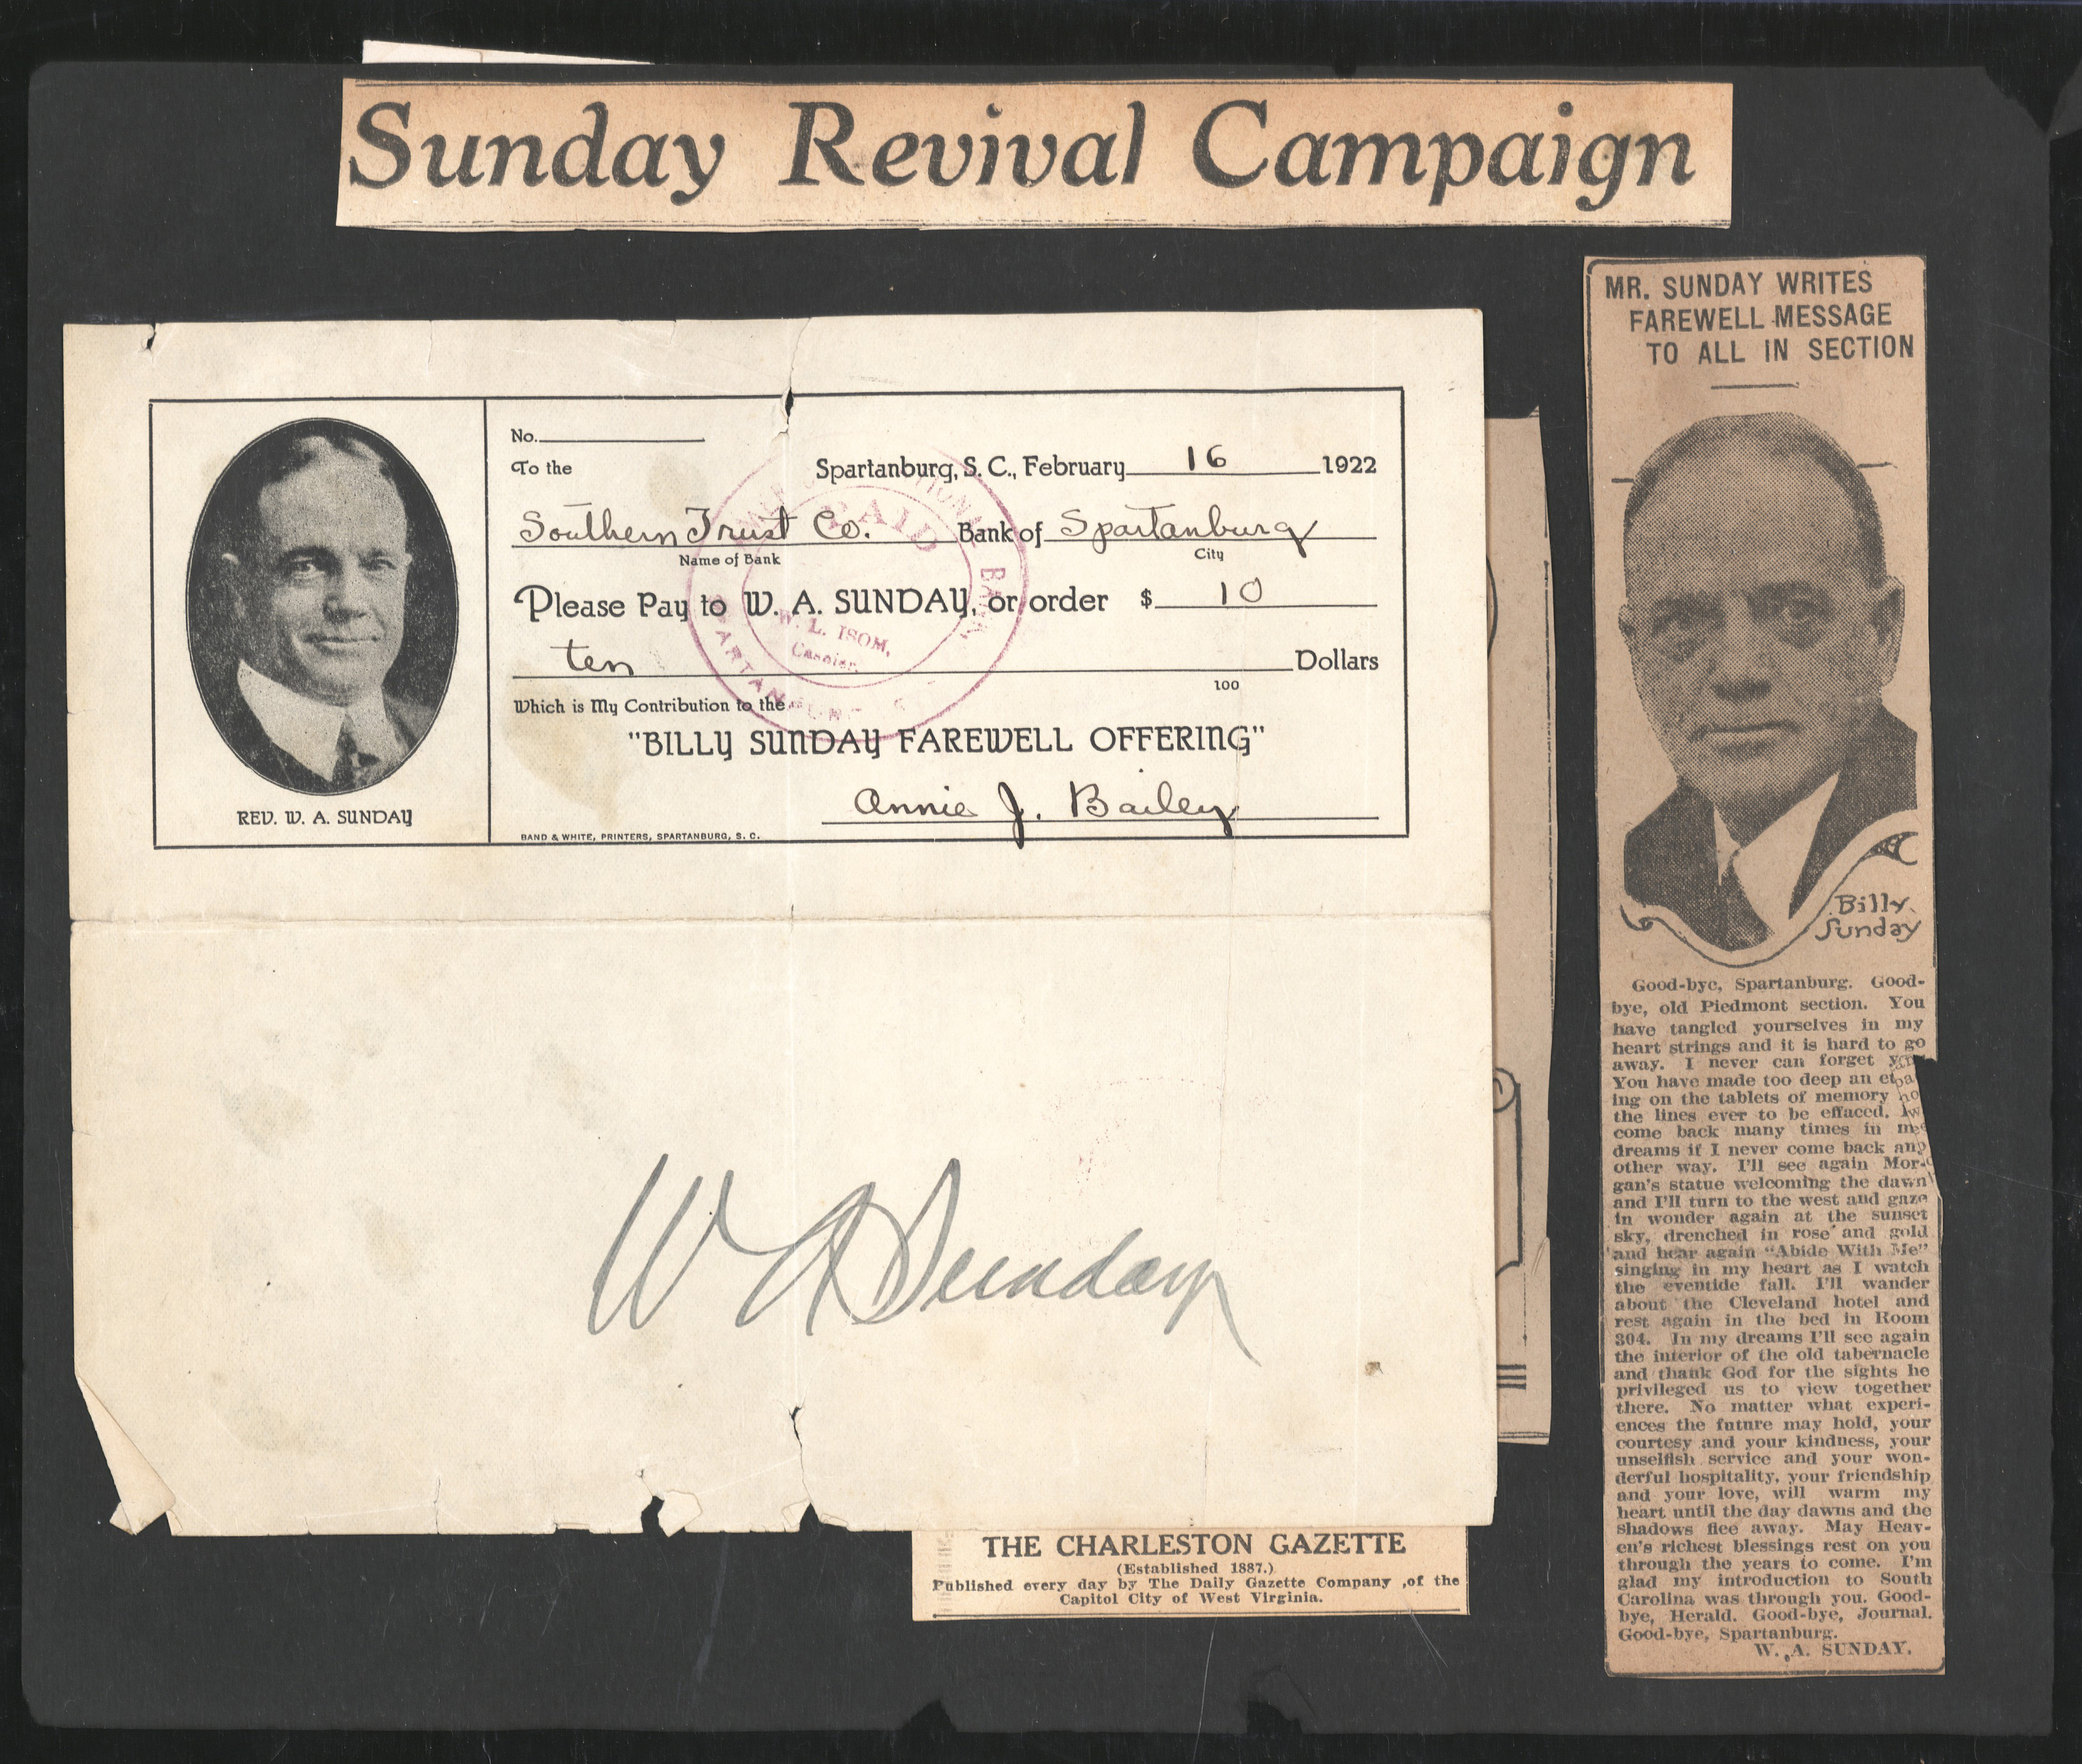 Sunday Revival Campaign
No.
To the
Spartanburg, S. C., February 16 1922
Southern Trust Co. Bank of Spartanburg
Name of Bank
City
Please Pay to W. A. SUNDAY, or order $ 10
ten Dollars
100
Which is My Contribution to the
"BILLY SUNDAY FAREWELL OFFERING"
Annie J. Bailey
BAND & WHITE, PRINTERS, SPARTANBURG, S. C.
REV. W. A. SUNDAY
PAID
W. L. ISOM,
Cashier,
BANK
W A Sunday
THE CHARLESTON GAZETTE
(Established 1887.)
Published every day by The Daily Gazette Company ,of the
Capitol City of West Virginia.
MR. SUNDAY WRITES
FAREWELL MESSAGE
TO ALL IN SECTION
Billy
Sunday
Good-bye, Spartanburg. Good-
bye, old Piedmont section. You
have tangled yourselves in my
heart strings and it is hard to go
away. I never can forget
You have made too deep an
ing on the tablets of memory
the lines ever to be effaced.
come back many times in
dreams if I never come back any
other way. I'll see again Mor-
gan's statue welcoming the dawn
and I'll turn to the west and gaze
in wonder again at the sunset
sky, drenched in rose and gold
and hear again "Abide With Me"
singing in my heart as I watch
the eventide fall. I'll wander
about the Cleveland hotel and
rest again in the bed in Room
304. In my dreams I'll see again
the interior of the old tabernacle
and thank God for the sights he
privileged us to view together
there. No matter what experi-
ences the future may hold, your
courtesy and your kindness, your
unselfish service and your won-
derful hospitality, your friendship
and your love, will warm my
heart until the day dawns and the
shadows flee away. May Heav-
en's richest blessings rest on you
through the years to come. I'm
glad my introduction to South
Carolina was through you. Good-
bye, Herald. Good-bye, Journal.
Good-bye, Spartanburg.
W. A. SUNDAY.